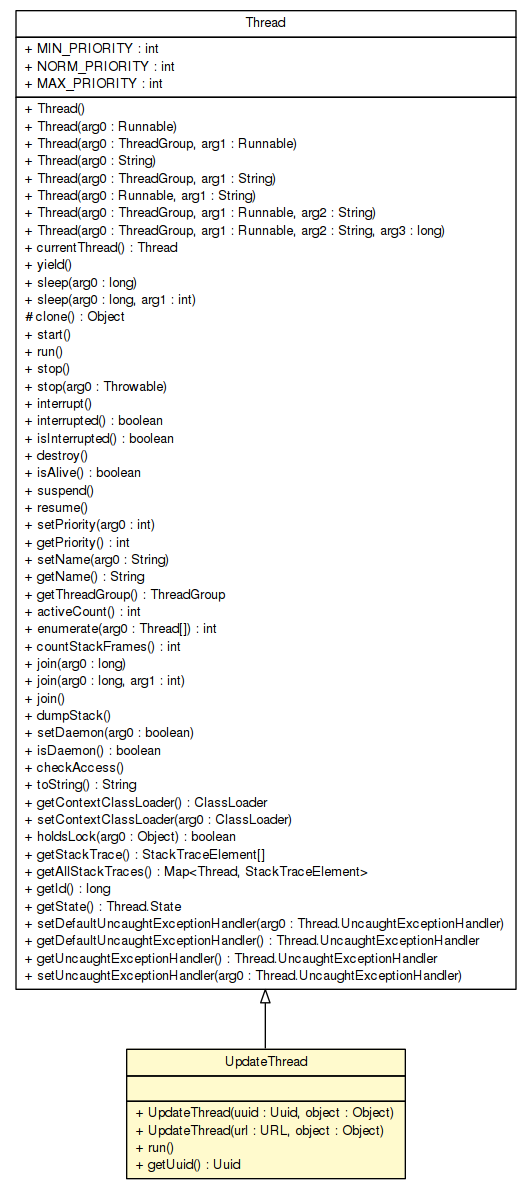 Thread
+ MIN_PRIORITY : int
+ NORM_PRIORITY : int
+ MAX_PRIORITY : int
+ Thread()
+ Thread(arg0 : Runnable)
+ Thread(arg0 : ThreadGroup, arg1 : Runnable)
+ Thread(arg0 : String)
+ Thread(arg0 : ThreadGroup, arg1 : String)
+ Thread(arg0 : Runnable, arg1 : String)
+ Thread(arg0 : ThreadGroup, arg1 : Runnable, arg2 : String)
+ Thread(arg0 : ThreadGroup, arg1 : Runnable, arg2 : String, arg3 : long)
+ currentThread() : Thread
+ yield()
+ sleep(arg0 : long)
+ sleep(arg0 : long, arg1 : int)
# clone() : Object
+ start()
+ run()
+ stop()
+ stop(arg0 : Throwable)
+ interrupt()
+ interrupted() : boolean
+ isInterrupted() : boolean
+ destroy()
+ isAlive() : boolean
+ suspend()
+ resume()
+ setPriority(arg0 : int)
+ getPriority() : int
+ setName(arg0 : String)
+ getName() : String
+ getThreadGroup() : ThreadGroup
+ activeCount() : int
+ enumerate(arg0 : Thread[]) : int
+ countStackFrames() : int
+ join(arg0 : long)
+ join(arg0 : long, arg1 : int)
+ join()
+ dumpStack()
+ setDaemon(arg0 : boolean)
+ isDaemon() : boolean
+ checkAccess()
+ toString() : String
+ getContextClassLoader() : ClassLoader
+ setContextClassLoader(arg0 : ClassLoader)
+ holdsLock(arg0 : Object) : boolean
+ getStackTrace() : StackTraceElement[]
+ getAllStackTraces() : Map<Thread, StackTraceElement>
+ getId() : long
+ getState() : Thread.State
+ setDefaultUncaughtExceptionHandler(arg0 : Thread.UncaughtExceptionHandler)
+ getDefaultUncaughtExceptionHandler() : Thread.UncaughtExceptionHandler
+ getUncaughtExceptionHandler() : Thread.UncaughtExceptionHandler
+ setUncaughtExceptionHandler(arg0 : Thread.UncaughtExceptionHandler)
UpdateThread
+ UpdateThread(uuid : Uuid, object : Object)
+ UpdateThread(url : URL, object : Object)
+ run()
+ getUuid() : Uuid